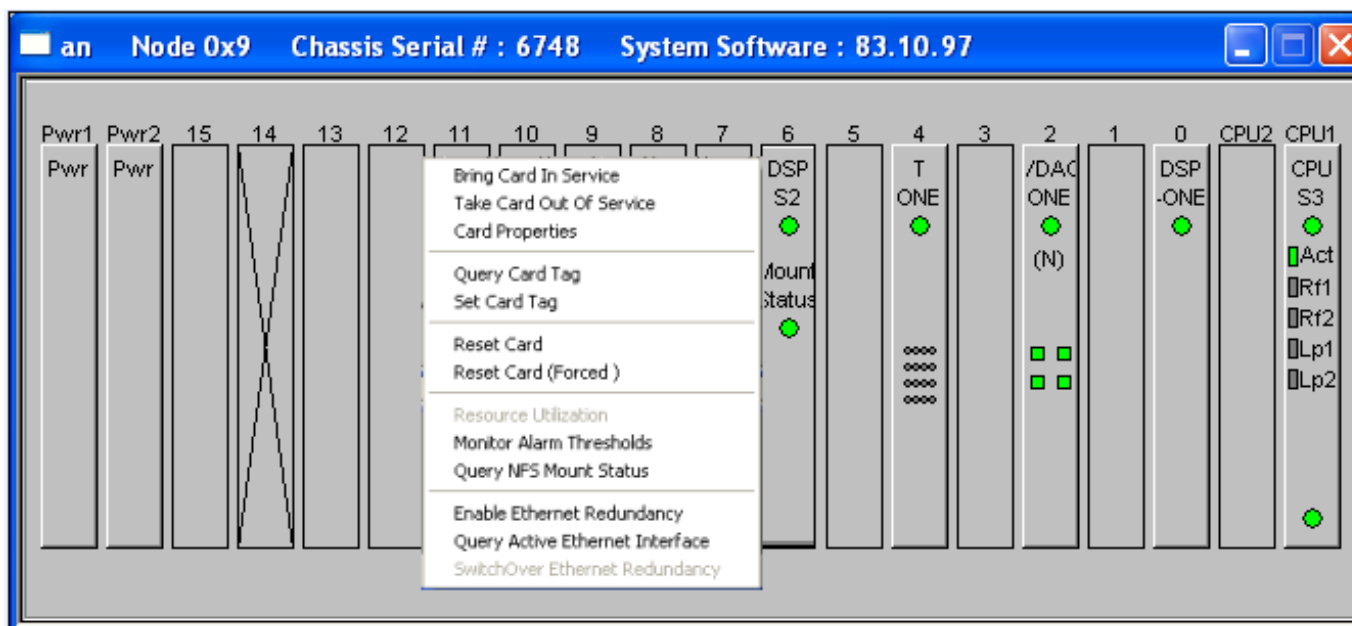 an Node 0x9 Chassis Serial # : 6748 System Software : 83.10.97
Pwr1 Pwr2 15 14 13 12 11 10 9 8 7 6 5 4 3 2 1 0 CPU2 CPU1
Pwr Pwr DSP T /DAC DSP CPU
S2 ONE ONE -ONE S3
(N) Act
Mount Rf1
Status Rf2
Lp1
Lp2
Bring Card In Service
Take Card Out Of Service
Card Properties
Query Card Tag
Set Card Tag
Reset Card
Reset Card (Forced )
Resource Utilization
Monitor Alarm Thresholds
Query NFS Mount Status
Enable Ethernet Redundancy
Query Active Ethernet Interface
SwitchOver Ethernet Redundancy